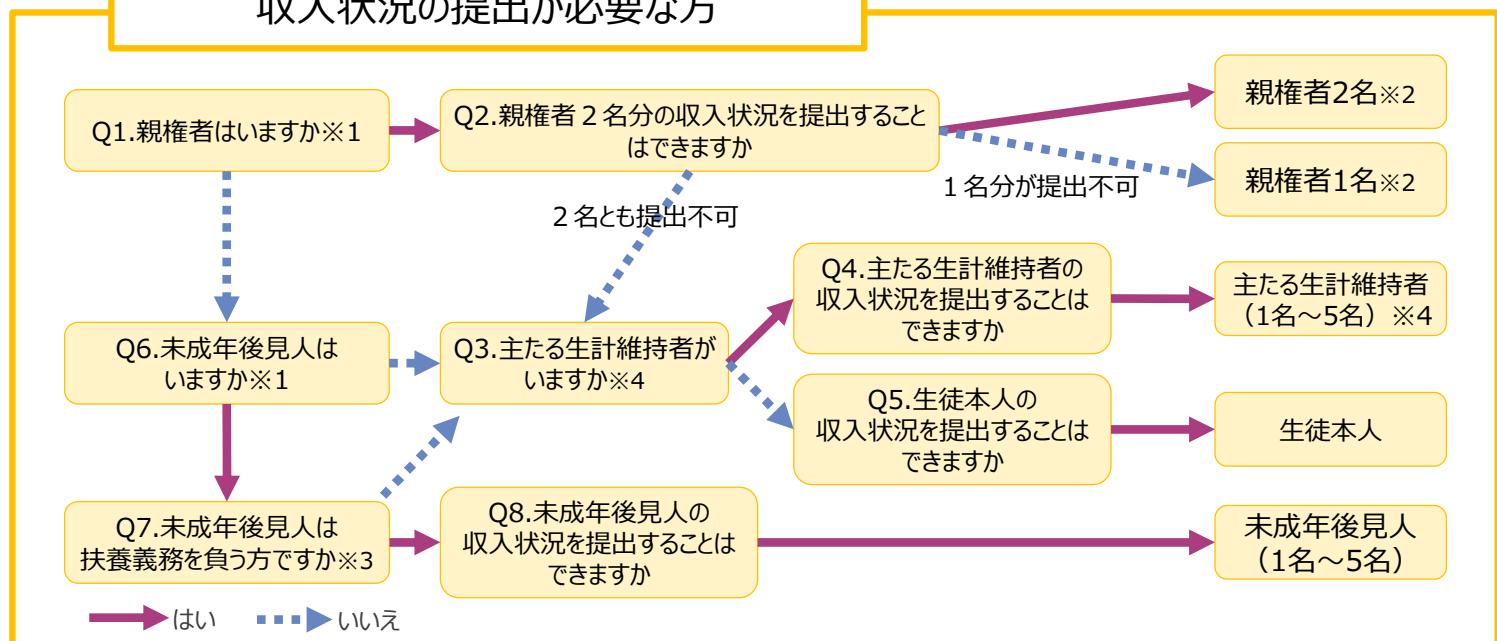 収入状況の提出が必要な方
Q1.親権者はいますか※1
Q2.親権者２名分の収入状況を提出すること
はできますか
親権者2名※2
親権者1名※2
１名分が提出不可
２名とも提出不可
Q6.未成年後見人は
いますか※1
Q3.主たる生計維持者が
いますか※4
Q4.主たる生計維持者の
収入状況を提出することは
できますか
主たる生計維持者
（1名～5名）※4
Q5.生徒本人の
収入状況を提出することは
できますか
生徒本人
Q7.未成年後見人は
扶養義務を負う方ですか※3
Q8.未成年後見人の
収入状況を提出することは
できますか
未成年後見人
（1名～5名）
はい
いいえ